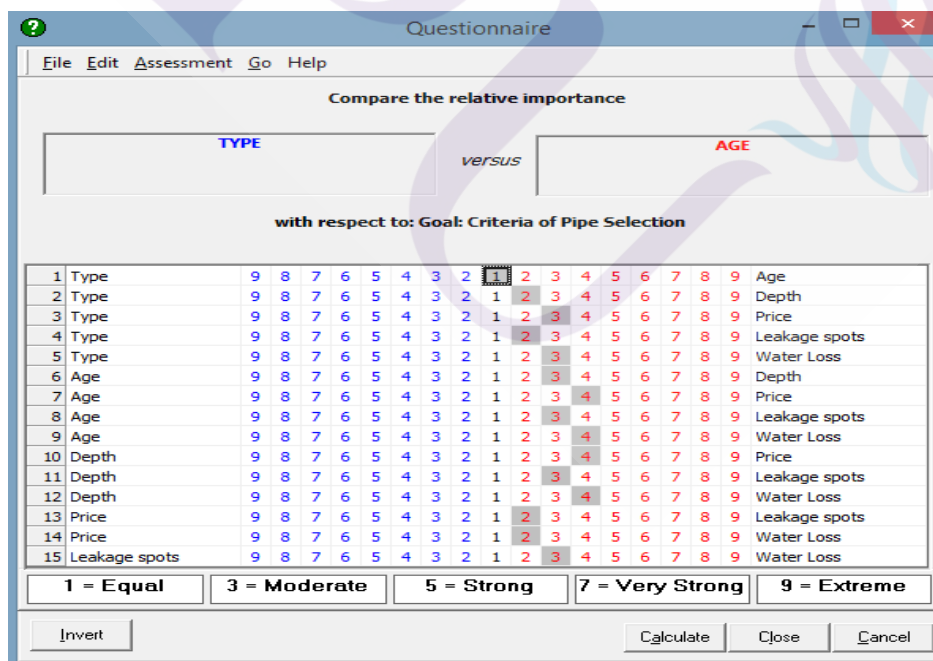 Questionnaire
File Edit Assessment Go Help
Compare the relative importance
TYPE versus AGE
with respect to: Goal: Criteria of Pipe Selection
1 Type 9 8 7 6 5 4 3 2 1 2 3 4 5 6 7 8 9 Age
2 Type 9 8 7 6 5 4 3 2 1 2 3 4 5 6 7 8 9 Depth
3 Type 9 8 7 6 5 4 3 2 1 2 3 4 5 6 7 8 9 Price
4 Type 9 8 7 6 5 4 3 2 1 2 3 4 5 6 7 8 9 Leakage spots
5 Type 9 8 7 6 5 4 3 2 1 2 3 4 5 6 7 8 9 Water Loss
6 Age 9 8 7 6 5 4 3 2 1 2 3 4 5 6 7 8 9 Depth
7 Age 9 8 7 6 5 4 3 2 1 2 3 4 5 6 7 8 9 Price
8 Age 9 8 7 6 5 4 3 2 1 2 3 4 5 6 7 8 9 Leakage spots
9 Age 9 8 7 6 5 4 3 2 1 2 3 4 5 6 7 8 9 Water Loss
10 Depth 9 8 7 6 5 4 3 2 1 2 3 4 5 6 7 8 9 Price
11 Depth 9 8 7 6 5 4 3 2 1 2 3 4 5 6 7 8 9 Leakage spots
12 Depth 9 8 7 6 5 4 3 2 1 2 3 4 5 6 7 8 9 Water Loss
13 Price 9 8 7 6 5 4 3 2 1 2 3 4 5 6 7 8 9 Leakage spots
14 Price 9 8 7 6 5 4 3 2 1 2 3 4 5 6 7 8 9 Water Loss
15 Leakage spots 9 8 7 6 5 4 3 2 1 2 3 4 5 6 7 8 9 Water Loss
1 = Equal 3 = Moderate 5 = Strong 7 = Very Strong 9 = Extreme
Invert Calculate Close Cancel